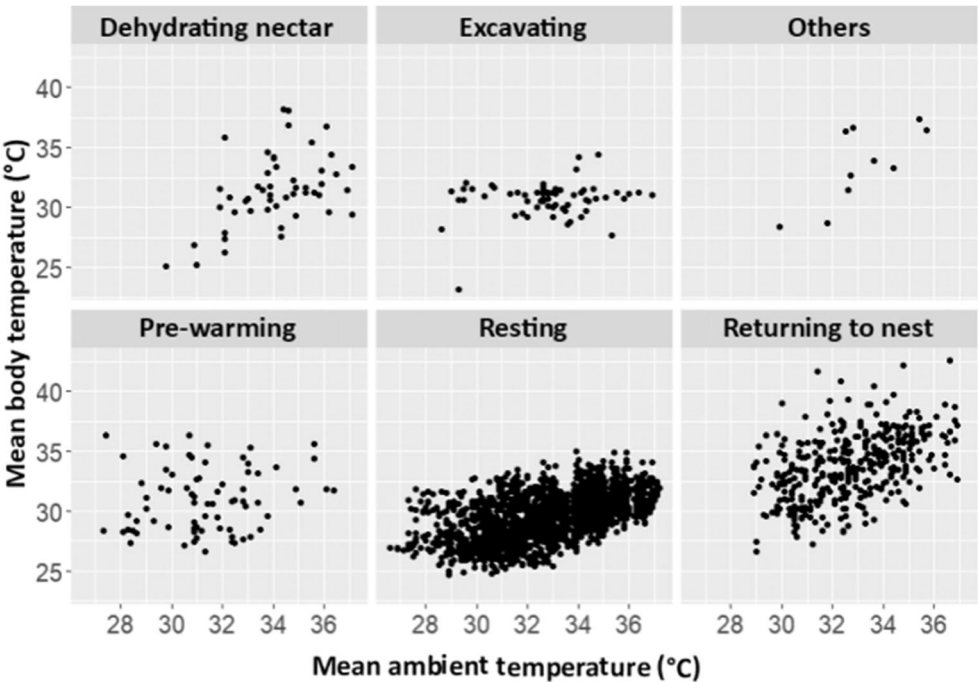 Dehydrating nectar Excavating Others
40
35
30
25
Pre-warming Resting Returning to nest
40
35
30
25
28 30 32 34 36 28 30 32 34 36 28 30 32 34 36
Mean ambient temperature (°C)
Mean body temperature (°C)